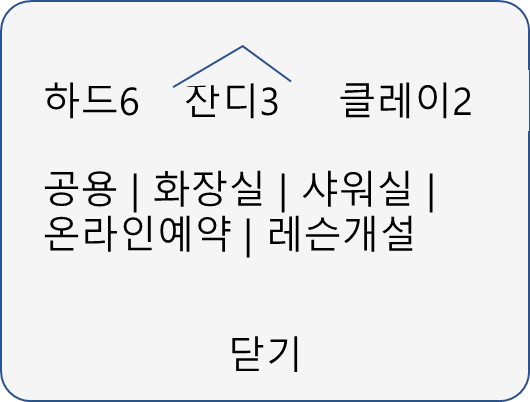 하드6 잔디3 클레이2
공용 | 화장실 | 샤워실 |
온라인예약 | 레슨개설
닫기